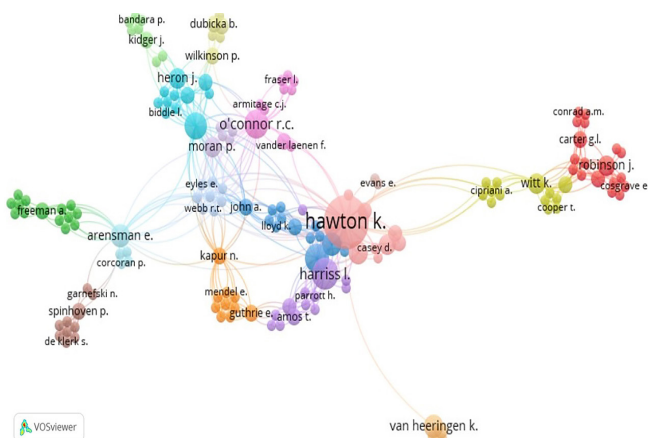 bandara p.
dubicka b.
kidger j.
wilkinson p.
heron j.
fraser l.
biddle l.
armitage c.j.
o'connor r.c.
conrad a.m.
moran p.
vander laenen f.
carter g.l.
robinson j.
eyles e.
evans e.
witt k.
cipriani a.
cosgrave e
freeman a.
webb r.t.
john a.
cooper t.
lloyd k.
hawton k.
arensman e.
casey d.
corcoran p.
kapur n.
harriss l.
garnefski n.
mendel e.
parrott h.
spinhoven p.
guthrie e.
amos t.
de klerk s.
van heeringen k.
VOSviewer